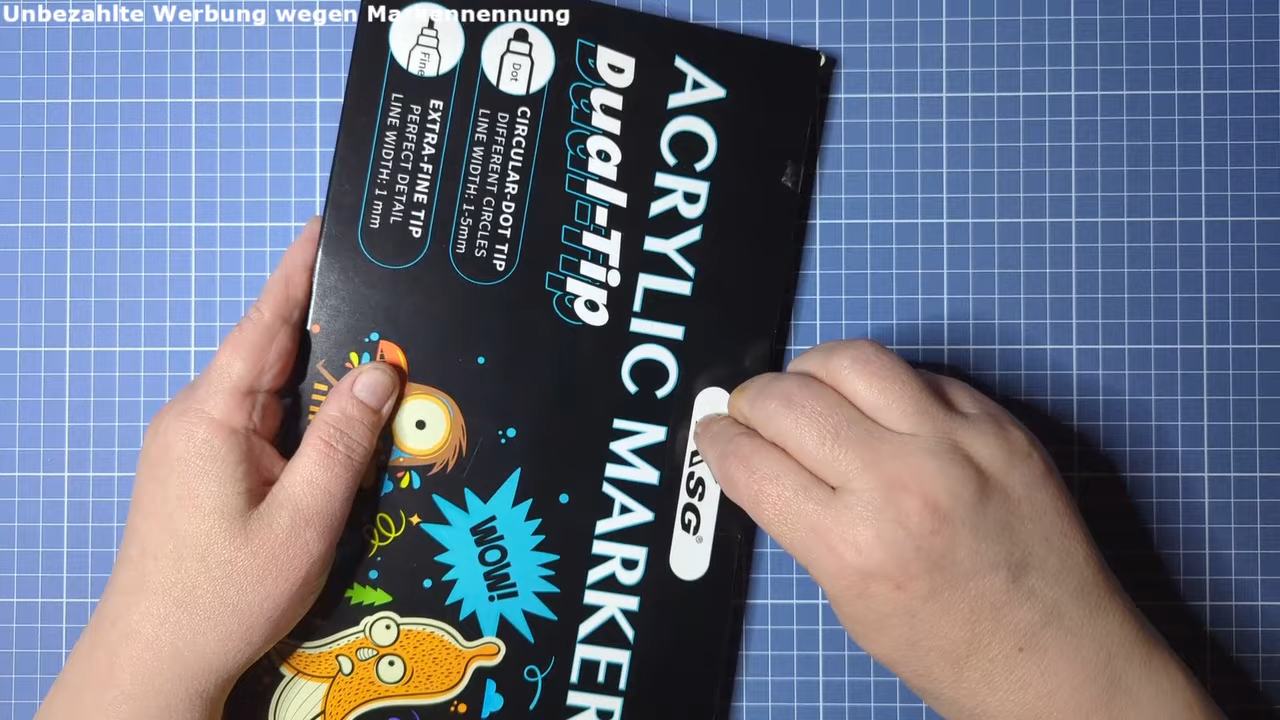 Unbezahlte Werbung wegen Markennennung
ACRYLIC MARKER
Dual-Tip
Dot
CIRCULAR-DOT TIP
DIFFERENT CIRCLES
LINE WIDTH: 1-5mm
Fine
EXTRA-FINE TIP
PERFECT DETAIL
LINE WIDTH: 1 mm
WOW!